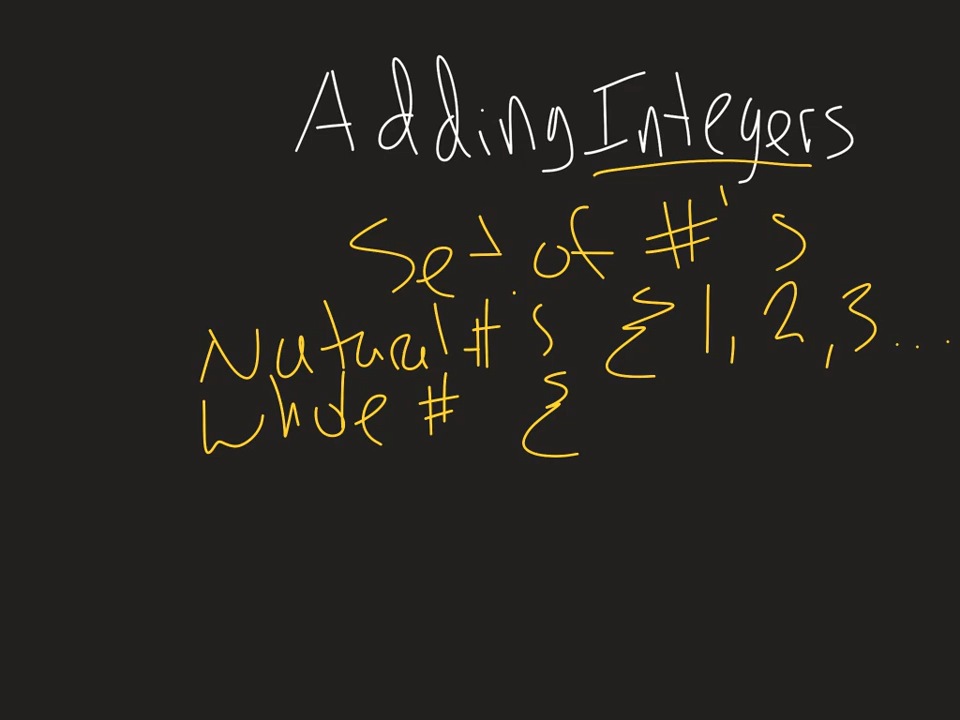 Adding Integers
Set of #'s
Natural #'s {1, 2, 3....
Whole # {